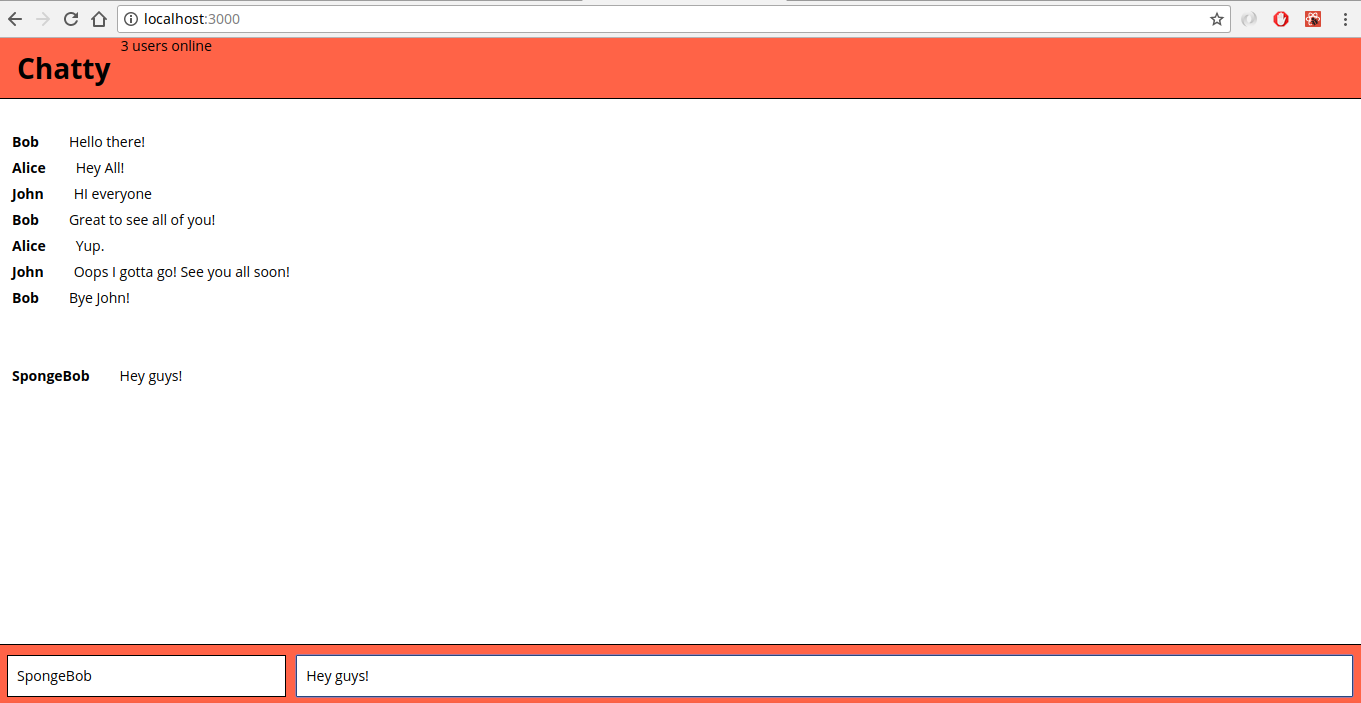 localhost:3000
3 users online
Chatty
Bob Hello there!
Alice Hey All!
John HI everyone
Bob Great to see all of you!
Alice Yup.
John Oops I gotta go! See you all soon!
Bob Bye John!
SpongeBob Hey guys!
SpongeBob Hey guys!